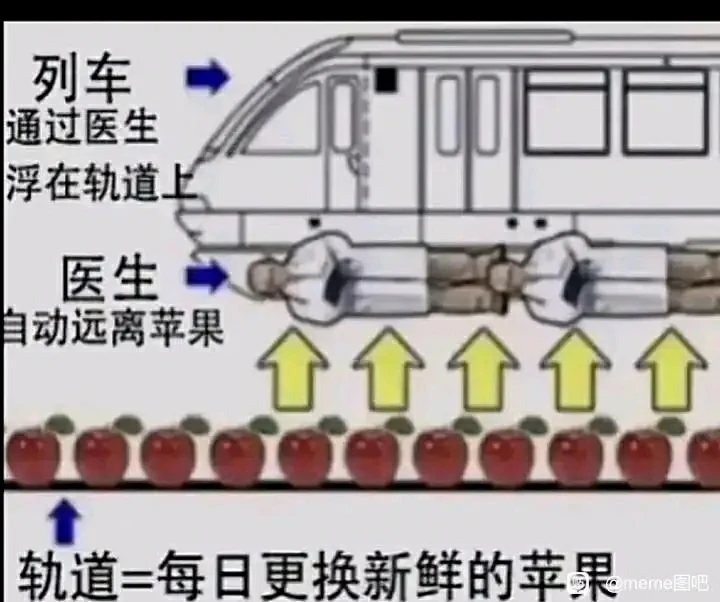 列车
通过医生
浮在轨道上
医生
自动远离苹果
轨道=每日更换新鲜的苹果
@meme图吧